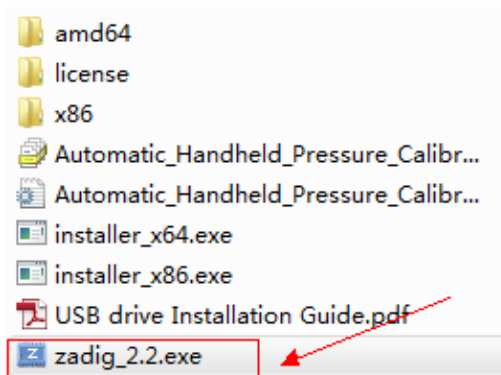 amd64
license
x86
Automatic_Handheld_Pressure_Calibr...
Automatic_Handheld_Pressure_Calibr...
installer_x64.exe
installer_x86.exe
USB drive Installation Guide.pdf
zadig_2.2.exe